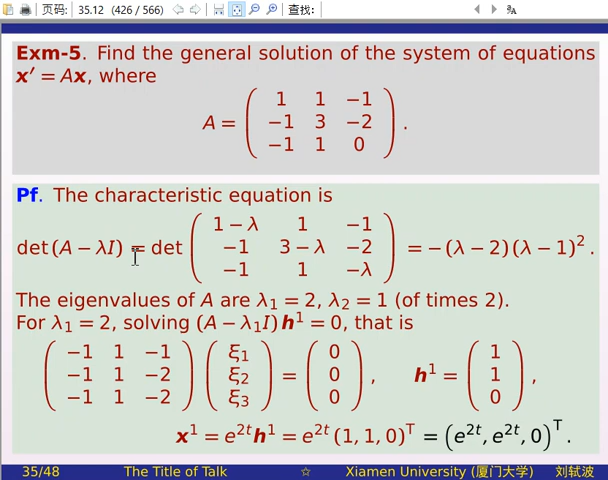 页码: 35.12 (426 / 566) 查找:
Exm-5. Find the general solution of the system of equations
x′ = Ax, where
A = ( 1 1 −1
−1 3 −2
−1 1 0 ) .
Pf. The characteristic equation is
det (A − λI) = det ( 1 − λ 1 −1
−1 3 − λ −2
−1 1 −λ ) = −(λ − 2)(λ − 1)² .
The eigenvalues of A are λ₁ = 2, λ₂ = 1 (of times 2).
For λ₁ = 2, solving (A − λ₁I) h¹ = 0, that is
( −1 1 −1
−1 1 −2
−1 1 −2 ) ( ξ₁
ξ₂
ξ₃ ) = ( 0
0
0 ) , h¹ = ( 1
1
0 ) ,
x¹ = e²ᵗh¹ = e²ᵗ (1, 1, 0)ᵀ = (e²ᵗ, e²ᵗ, 0)ᵀ .
35/48 The Title of Talk ☆ Xiamen University (厦门大学) 刘轼波